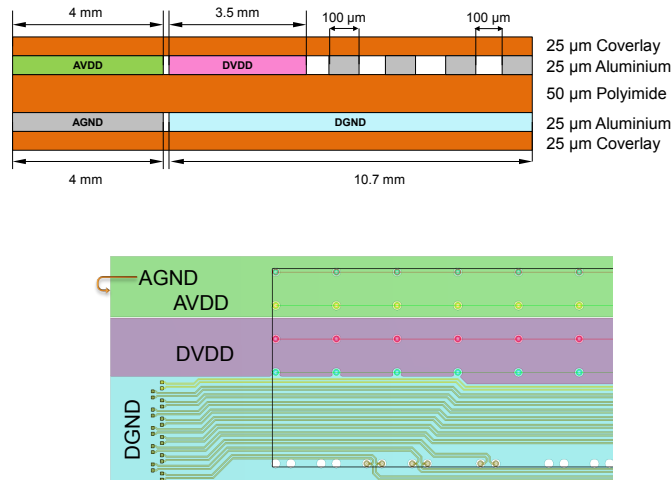 4 mm
3.5 mm
100 µm
100 µm
25 µm Coverlay
AVDD
DVDD
25 µm Aluminium
50 µm Polyimide
AGND
DGND
25 µm Aluminium
25 µm Coverlay
4 mm
10.7 mm
AGND
AVDD
DVDD
DGND